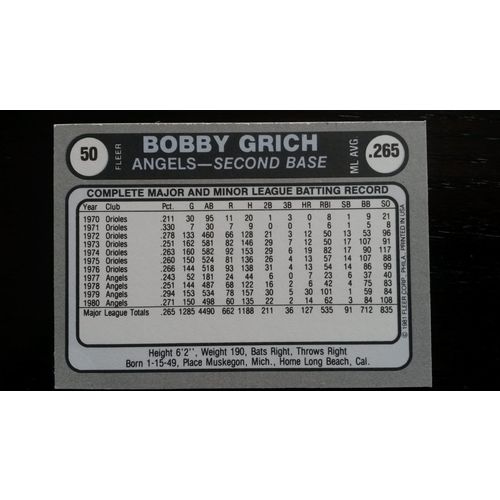 50
FLEER
BOBBY GRICH
ANGELS—SECOND BASE
ML AVG
.265
COMPLETE MAJOR AND MINOR LEAGUE BATTING RECORD
Year Club Pct. G AB R H 2B 3B HR RBI SB BB SO
1970 Orioles .211 30 95 11 20 1 3 0 8 1 9 21
1971 Orioles .330 7 30 7 9 0 0 1 6 1 5 8
1972 Orioles .278 133 460 66 128 21 3 12 50 13 53 96
1973 Orioles .251 162 581 82 146 29 7 12 50 17 107 91
1974 Orioles .263 160 582 92 153 29 6 19 82 17 90 117
1975 Orioles .260 150 524 81 136 26 4 13 57 14 107 88
1976 Orioles .266 144 518 93 138 31 4 13 54 14 86 99
1977 Angels .243 52 181 24 44 6 0 7 23 6 37 40
1978 Angels .251 144 487 68 122 16 2 6 42 4 75 83
1979 Angels .294 153 534 78 157 30 5 30 101 1 59 84
1980 Angels .271 150 498 60 135 22 2 14 62 3 84 108
Major League Totals .265 1285 4490 662 1188 211 36 127 535 91 712 835
Height 6'2'', Weight 190, Bats Right, Throws Right
Born 1-15-49, Place Muskegon, Mich., Home Long Beach, Cal.
© 1981 FLEER CORP. PHILA. PRINTED IN USA